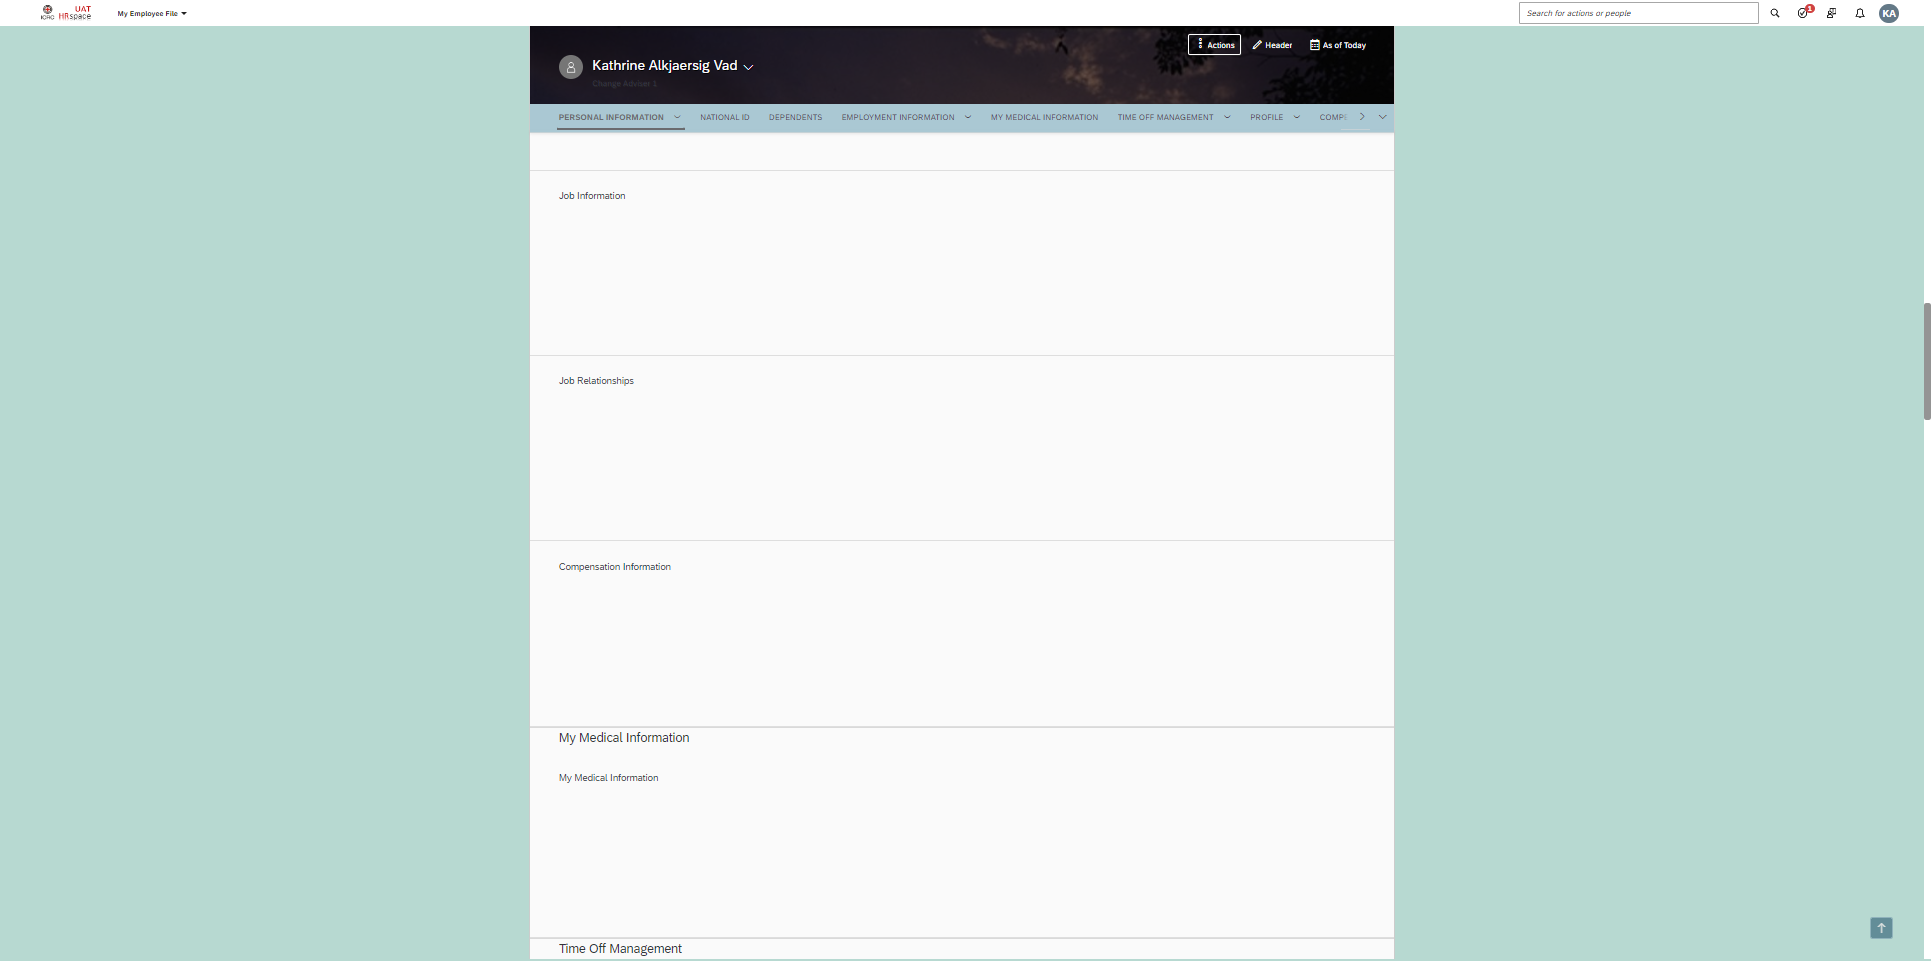 ICRC
UAT
HRspace
My Employee File
Search for actions or people
1
KA
Actions
Header
As of Today
Kathrine Alkjaersig Vad
Change Adviser 1
PERSONAL INFORMATION
NATIONAL ID
DEPENDENTS
EMPLOYMENT INFORMATION
MY MEDICAL INFORMATION
TIME OFF MANAGEMENT
PROFILE
COMPE
Job Information
Job Relationships
Compensation Information
My Medical Information
My Medical Information
Time Off Management